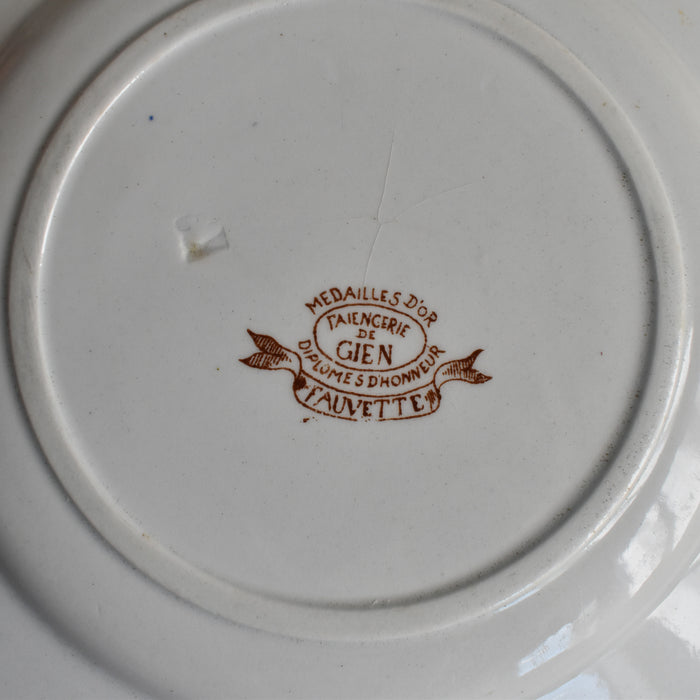 MEDAILLES D'OR
FAIENCERIE
DE
GIEN
DIPLOMES D'HONNEUR
FAUVETTE